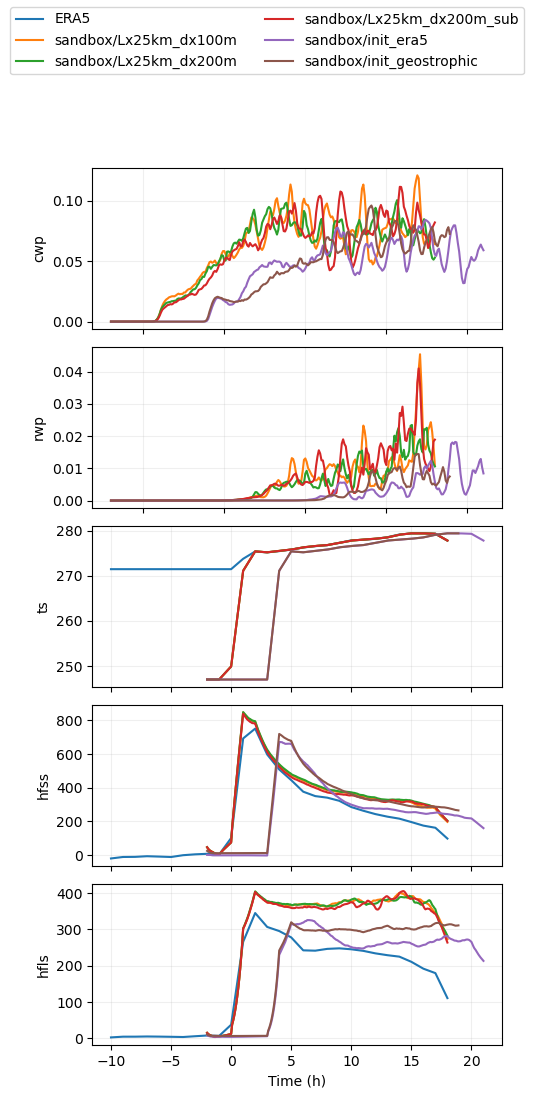 ERA5
sandbox/Lx25km_dx100m
sandbox/Lx25km_dx200m
sandbox/Lx25km_dx200m_sub
sandbox/init_era5
sandbox/init_geostrophic
0.10
0.05
0.00
cwp
0.04
0.03
0.02
0.01
0.00
rwp
280
270
260
250
ts
800
600
400
200
0
hfss
400
300
200
100
0
hfls
−10 −5 0 5 10 15 20
Time (h)